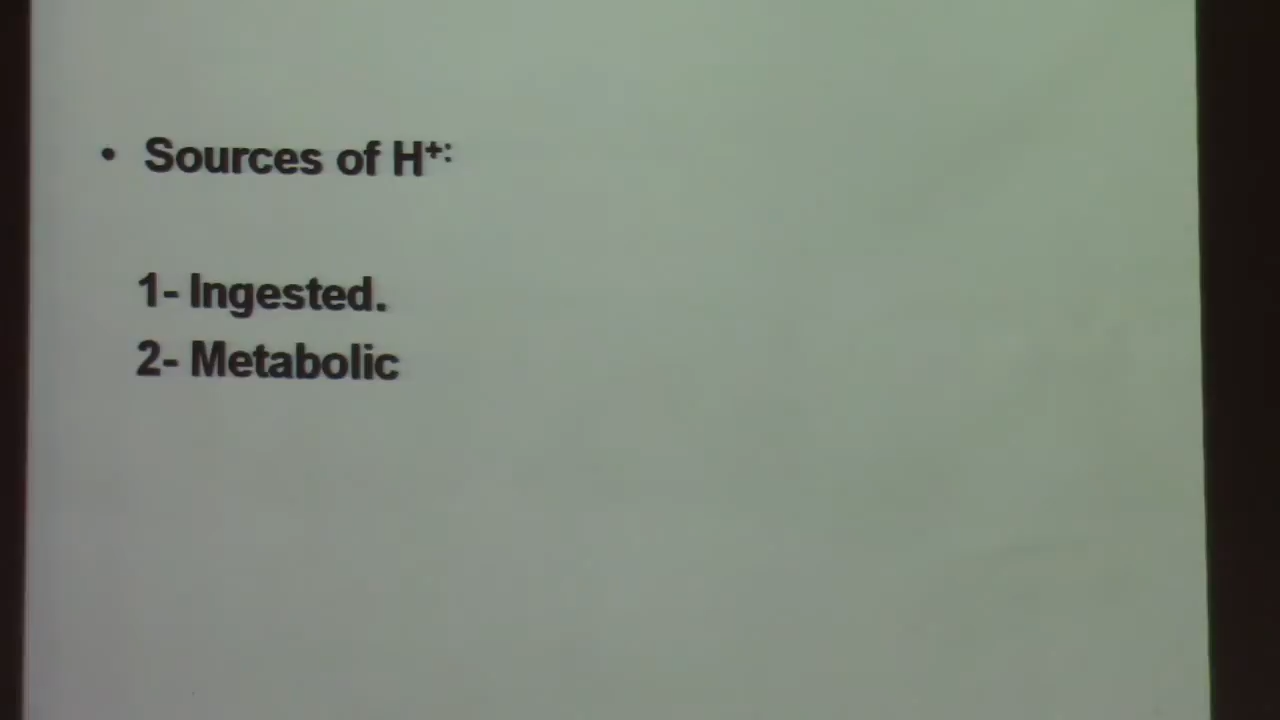 • Sources of H⁺:
1- Ingested.
2- Metabolic